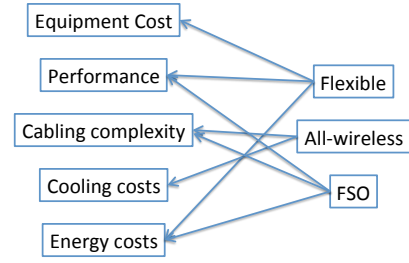 Equipment Cost
Performance
Cabling complexity
Cooling costs
Energy costs
Flexible
All-wireless
FSO